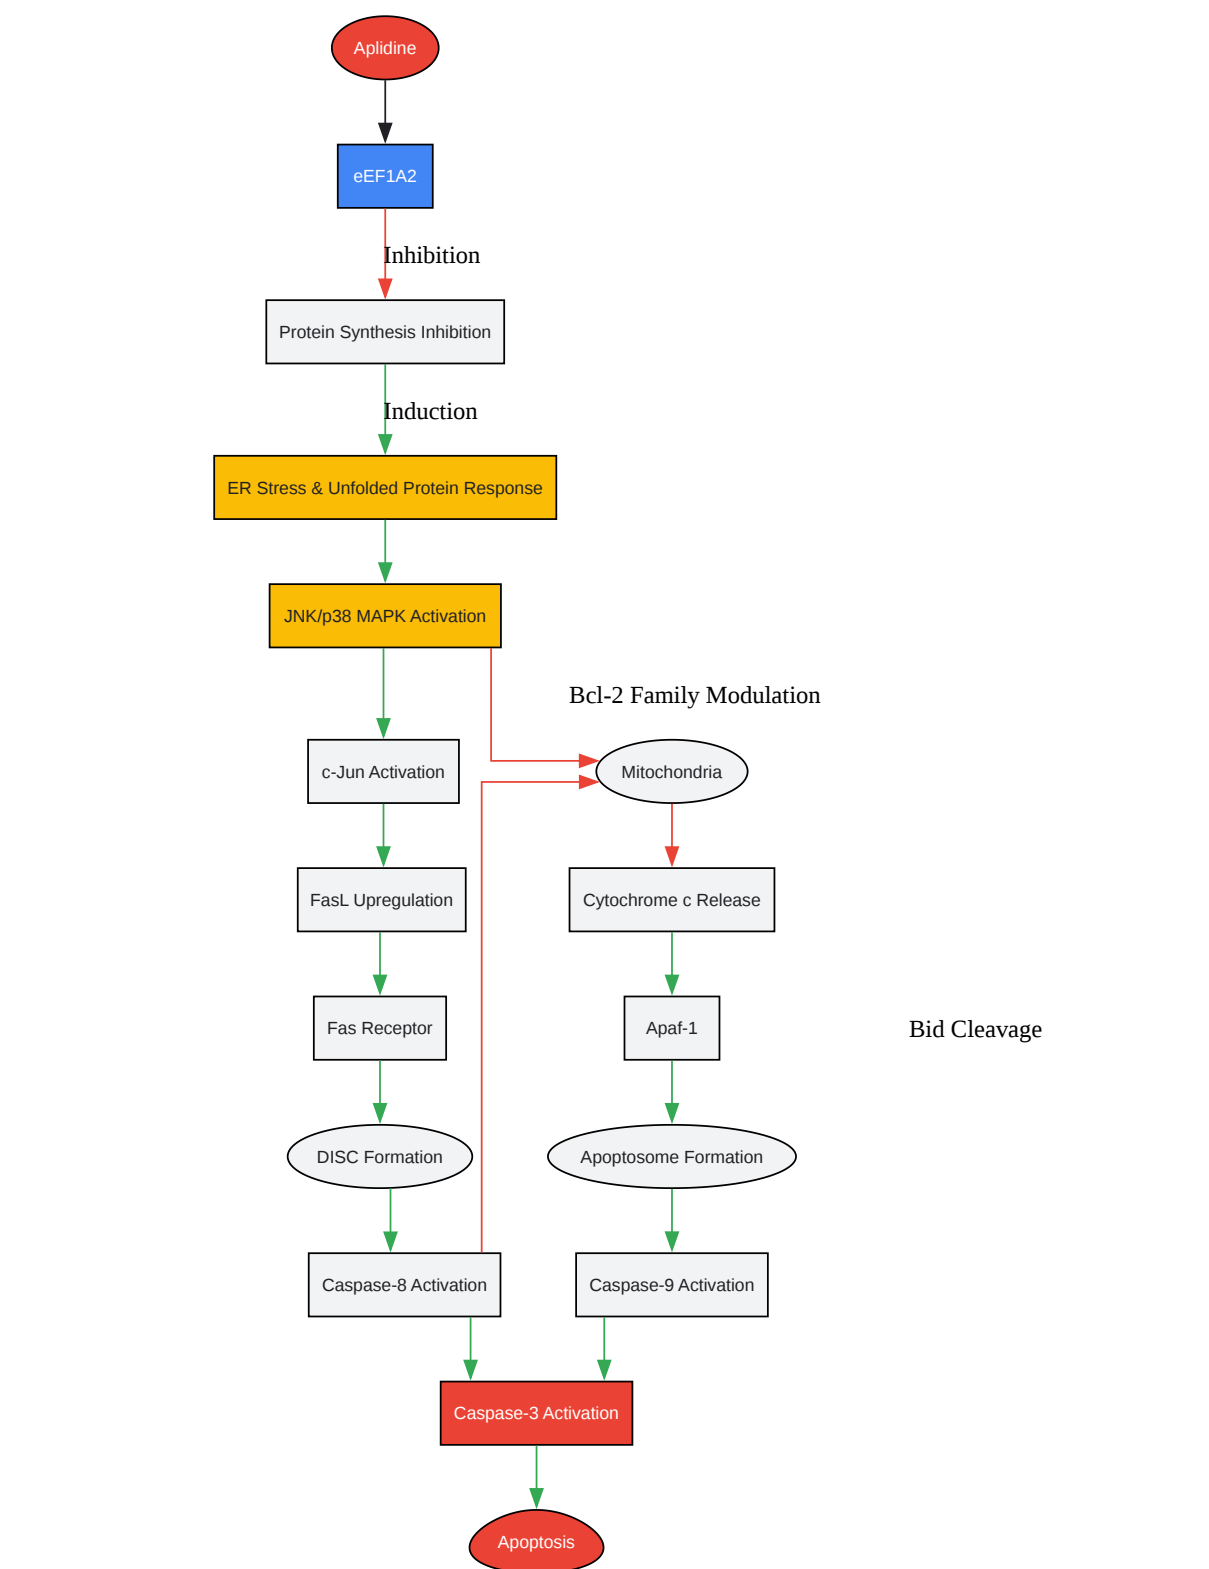 Aplidine
eEF1A2
Inhibition
Protein Synthesis Inhibition
Induction
ER Stress & Unfolded Protein Response
JNK/p38 MAPK Activation
Bcl-2 Family Modulation
c-Jun Activation
Mitochondria
FasL Upregulation
Cytochrome c Release
Fas Receptor
Apaf-1
Bid Cleavage
DISC Formation
Apoptosome Formation
Caspase-8 Activation
Caspase-9 Activation
Caspase-3 Activation
Apoptosis